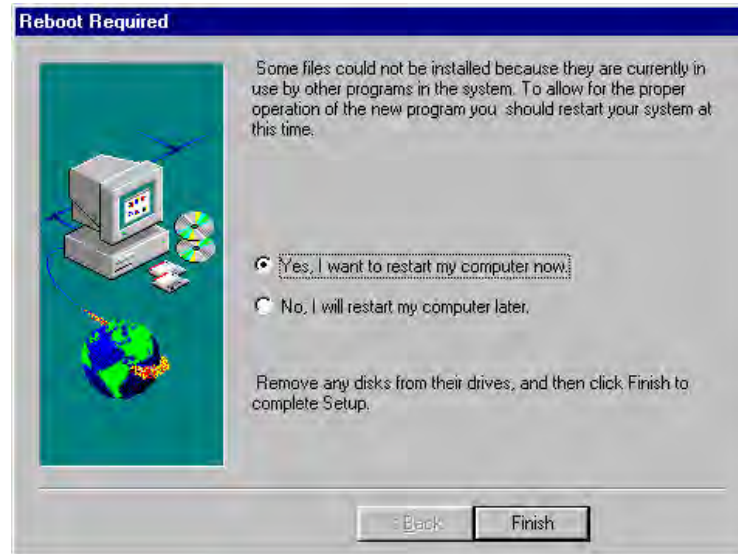 Reboot Required
Some files could not be installed because they are currently in
use by other programs in the system. To allow for the proper
operation of the new program you should restart your system at
this time.
Yes, I want to restart my computer now.
No, I will restart my computer later.
Remove any disks from their drives, and then click Finish to
complete Setup.
< Back
Finish